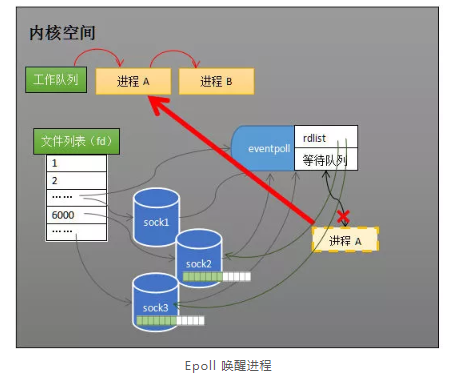 内核空间
工作队列
进程 A
进程 B
文件列表（fd）
1
2
……
6000
……
eventpoll
rdlist
等待队列
sock1
sock2
sock3
进程 A
Epoll 唤醒进程